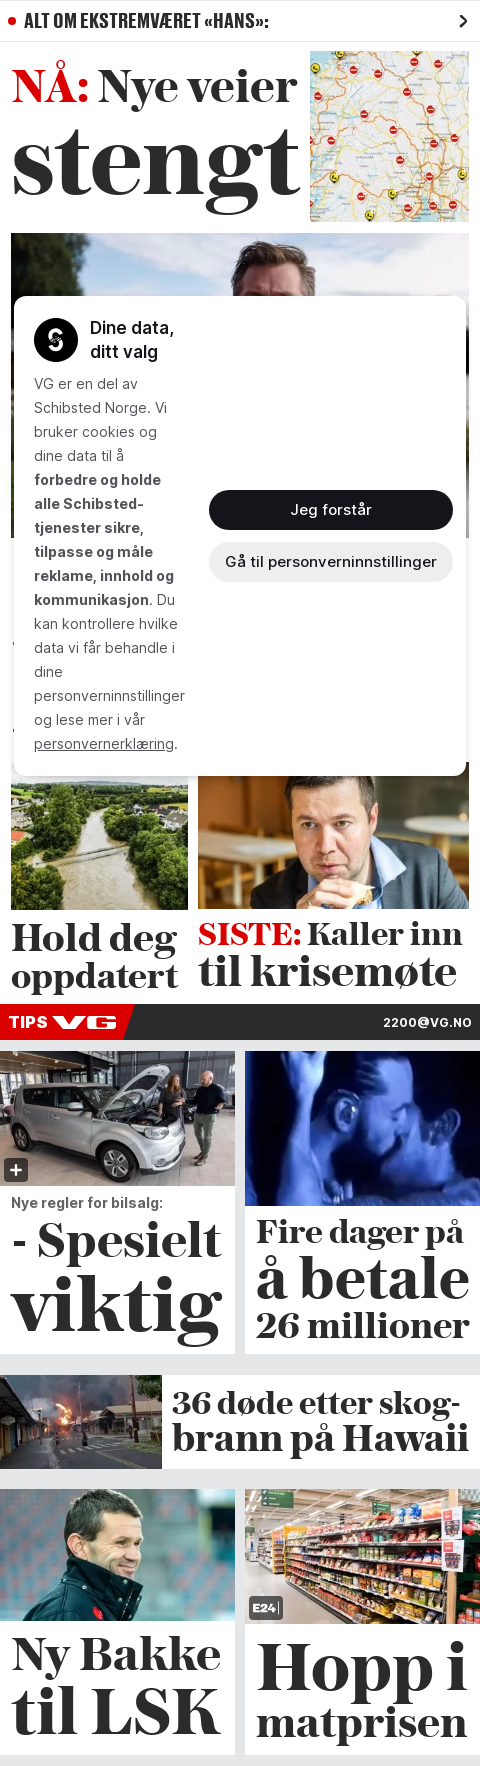 ALT OM EKSTREMVÆRET «HANS»:
NÅ: Nye veier
stengt
Dine data,
ditt valg
VG er en del av
Schibsted Norge. Vi
bruker cookies og
dine data til å
forbedre og holde
alle Schibsted-
tjenester sikre,
tilpasse og måle
reklame, innhold og
kommunikasjon. Du
kan kontrollere hvilke
data vi får behandle i
dine
personverninnstillinger
og lese mer i vår
personvernerklæring.
Jeg forstår
Gå til personverninnstillinger
Hold deg
oppdatert
SISTE: Kaller inn
til krisemøte
TIPS VG
2200@VG.NO
Nye regler for bilsalg:
- Spesielt
viktig
Fire dager på
å betale
26 millioner
36 døde etter skog-
brann på Hawaii
Ny Bakke
til LSK
E24
Hopp i
matprisen